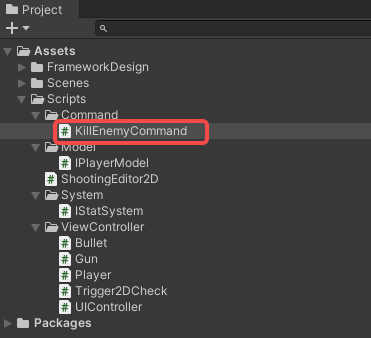 Project
Assets
FrameworkDesign
Scenes
Scripts
Command
KillEnemyCommand
Model
IPlayerModel
ShootingEditor2D
System
IStatSystem
ViewController
Bullet
Gun
Player
Trigger2DCheck
UIController
Packages